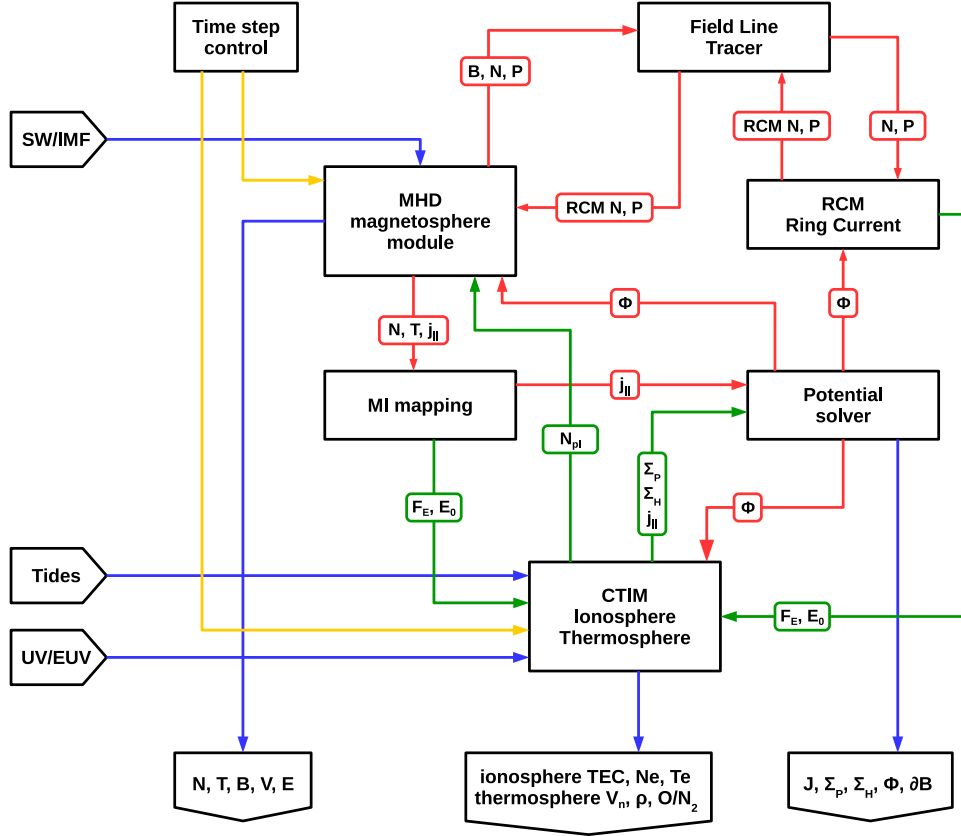 Time step
control
Field Line
Tracer
B, N, P
SW/IMF
RCM N, P
N, P
MHD
magnetosphere
module
RCM N, P
RCM
Ring Current
Φ
Φ
N, T, j||
MI mapping
j||
Potential
solver
Npl
ΣP
ΣH
j||
FE, E0
Φ
Tides
CTIM
Ionosphere
Thermosphere
FE, E0
UV/EUV
N, T, B, V, E
ionosphere TEC, Ne, Te
thermosphere Vn, ρ, O/N2
J, ΣP, ΣH, Φ, ∂B